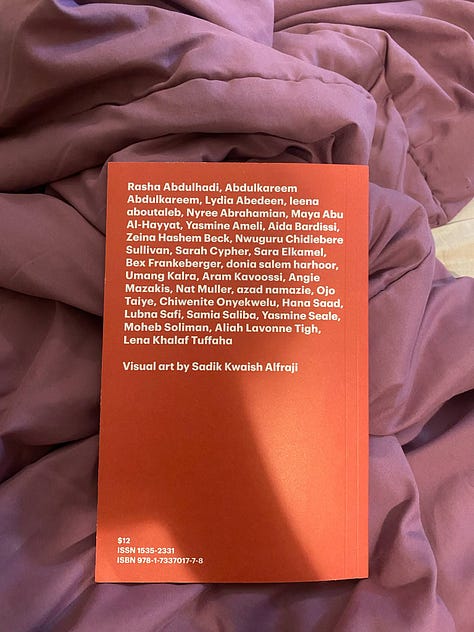 Rasha Abdulhadi, Abdulkareem
Abdulkareem, Lydia Abedeen, leena
aboutaleb, Nyree Abrahamian, Maya Abu
Al-Hayyat, Yasmine Ameli, Aida Bardissi,
Zeina Hashem Beck, Nwuguru Chidiebere
Sullivan, Sarah Cypher, Sara Elkamel,
Bex Frankeberger, donia salem harhoor,
Umang Kalra, Aram Kavoossi, Angie
Mazakis, Nat Muller, azad namazie, Ojo
Taiye, Chiwenite Onyekwelu, Hana Saad,
Lubna Safi, Samia Saliba, Yasmine Seale,
Moheb Soliman, Aliah Lavonne Tigh,
Lena Khalaf Tuffaha
Visual art by Sadik Kwaish Alfraji
$12
ISSN 1535-2331
ISBN 978-1-7337017-7-8